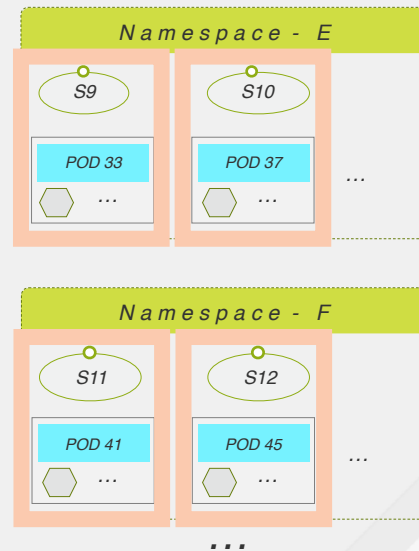 Namespace - E
S9 S10
POD 33 POD 37
... ... ...
Namespace - F
S11 S12
POD 41 POD 45
... ... ...
...